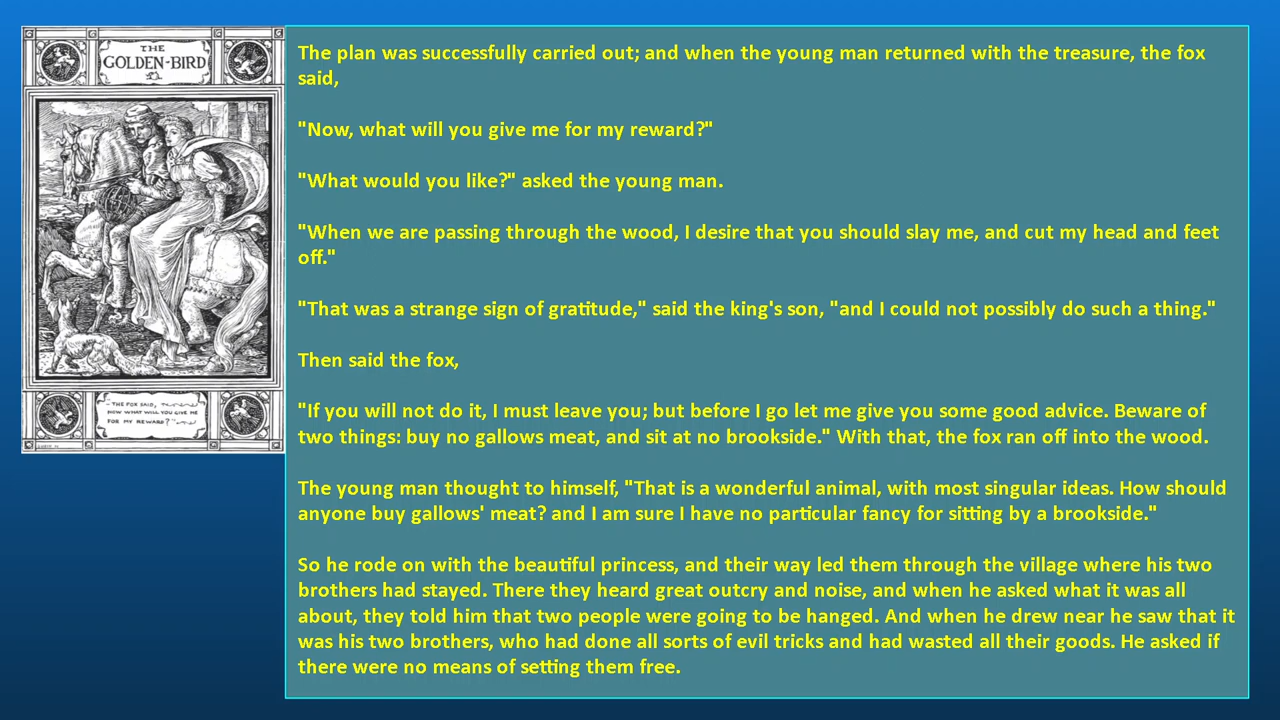 THE
GOLDEN-BIRD
THE FOX SAID,
NOW WHAT WILL YOU GIVE ME
FOR MY REWARD?"
The plan was successfully carried out; and when the young man returned with the treasure, the fox
said,
"Now, what will you give me for my reward?"
"What would you like?" asked the young man.
"When we are passing through the wood, I desire that you should slay me, and cut my head and feet
off."
"That was a strange sign of gratitude," said the king's son, "and I could not possibly do such a thing."
Then said the fox,
"If you will not do it, I must leave you; but before I go let me give you some good advice. Beware of
two things: buy no gallows meat, and sit at no brookside." With that, the fox ran off into the wood.
The young man thought to himself, "That is a wonderful animal, with most singular ideas. How should
anyone buy gallows' meat? and I am sure I have no particular fancy for sitting by a brookside."
So he rode on with the beautiful princess, and their way led them through the village where his two
brothers had stayed. There they heard great outcry and noise, and when he asked what it was all
about, they told him that two people were going to be hanged. And when he drew near he saw that it
was his two brothers, who had done all sorts of evil tricks and had wasted all their goods. He asked if
there were no means of setting them free.